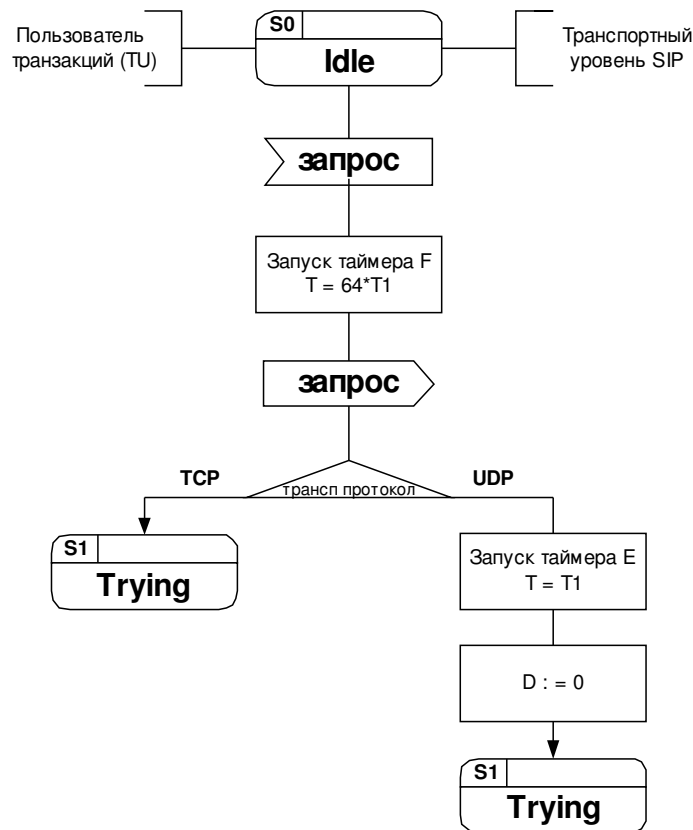 Пользователь
транзакций (TU)
S0
Idle
Транспортный
уровень SIP
запрос
Запуск таймера F
T = 64*T1
запрос
TCP
трансп протокол
UDP
S1
Trying
Запуск таймера E
T = T1
D : = 0
S1
Trying